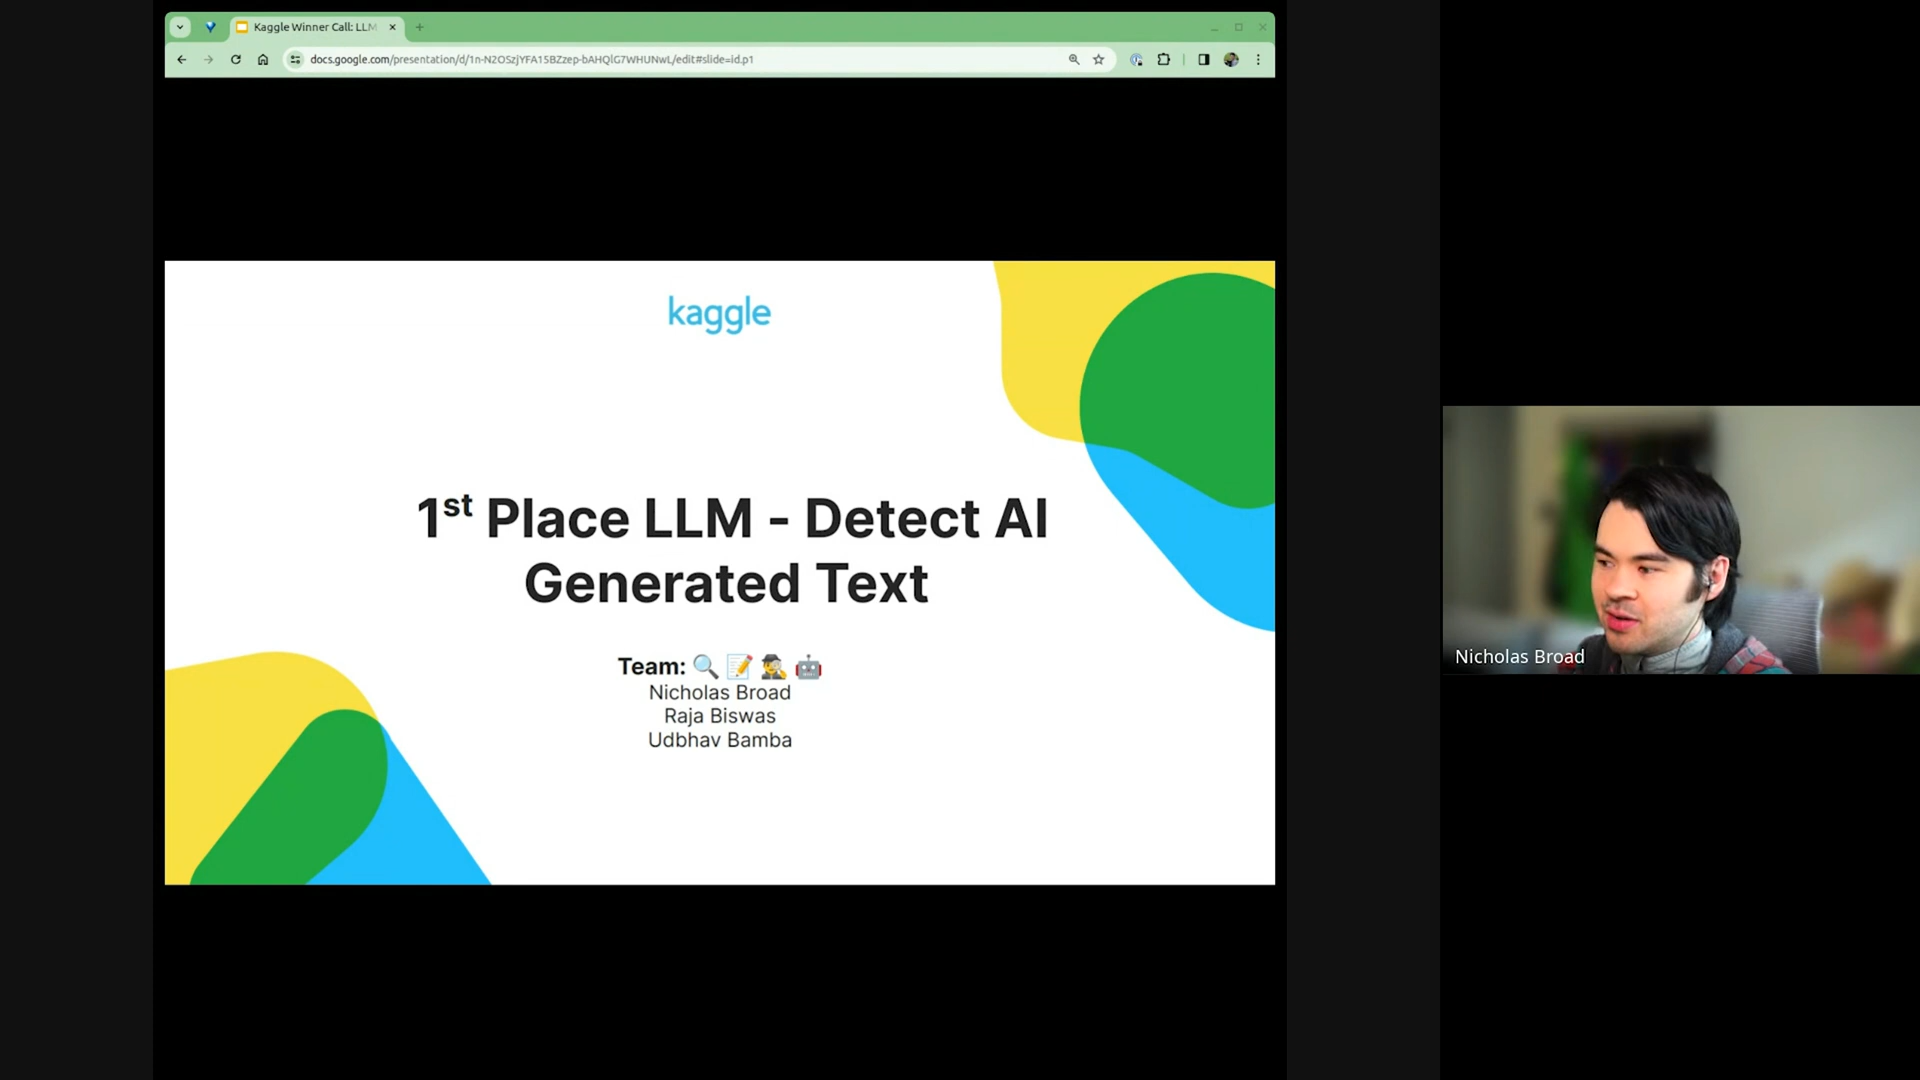 Kaggle Winner Call: LLM
docs.google.com/presentation/d/1n-N2OSzjYFA15BZzep-bAHQlG7WHUNwL/edit#slide=id.p1
kaggle
1st Place LLM - Detect AI
Generated Text
Team: 🔍 📝 🕵️ 🤖
Nicholas Broad
Raja Biswas
Udbhav Bamba
Nicholas Broad